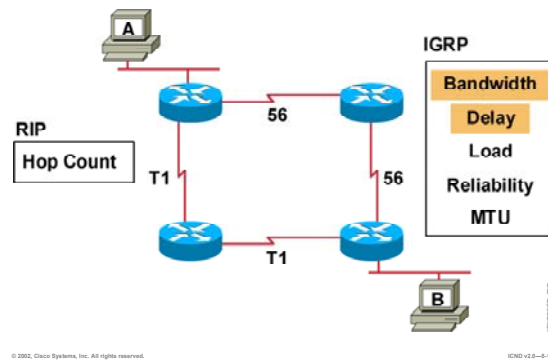 A
IGRP
Bandwidth
Delay
Load
Reliability
MTU
56
RIP
Hop Count
T1
56
T1
B
© 2002, Cisco Systems, Inc. All rights reserved.
ICND v2.0—5-